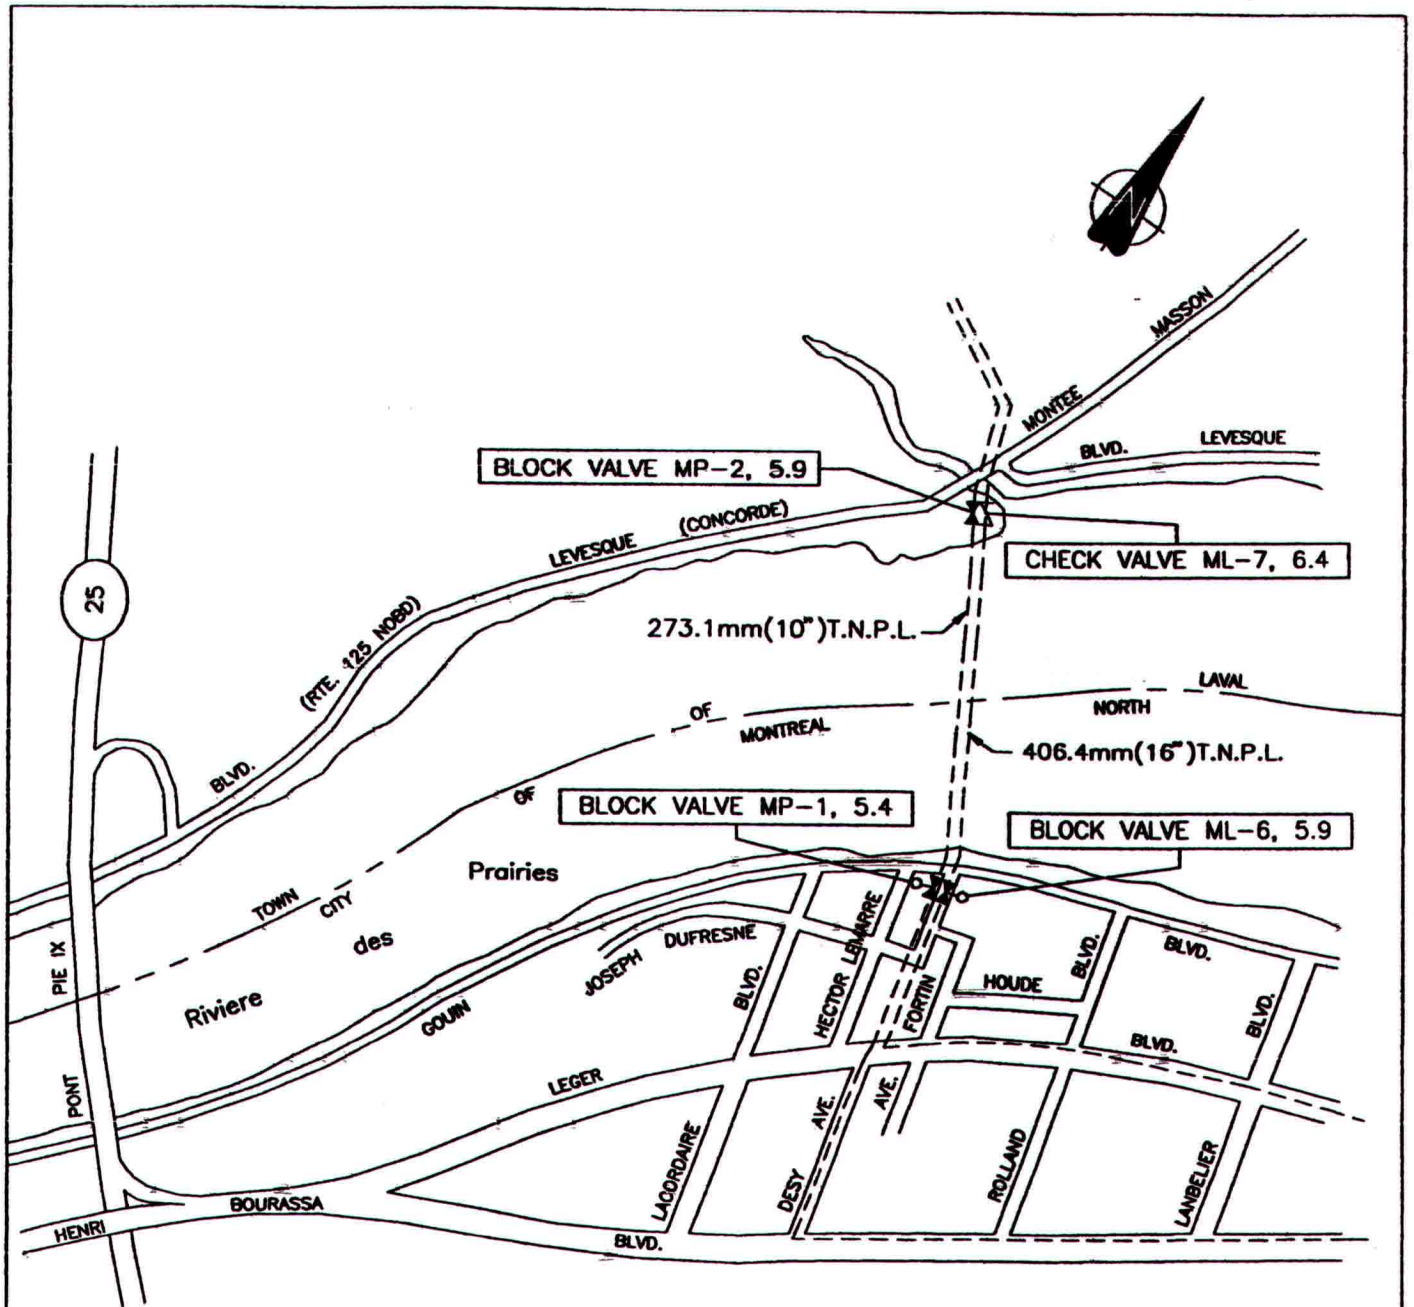 N
MASSON
MONTEE
BLVD. LEVESQUE
BLOCK VALVE MP-2, 5.9
LEVESQUE (CONCORDE)
CHECK VALVE ML-7, 6.4
25
273.1mm(10")T.N.P.L.
(RTE. 125 NOBD)
BLVD.
TOWN OF LAVAL
CITY OF MONTREAL NORTH
406.4mm(16")T.N.P.L.
BLOCK VALVE MP-1, 5.4
BLOCK VALVE ML-6, 5.9
Riviere des Prairies
PONT PIE IX
GOUIN BLVD.
JOSEPH DUFRESNE
HECTOR LEMARRE
FORTIN AVE.
HOUDE
BLVD.
BLVD.
BLVD.
LEGER BLVD.
LACORDAIRE
DESY AVE.
ROLLAND
LANBELIER
HENRI BOURASSA BLVD.